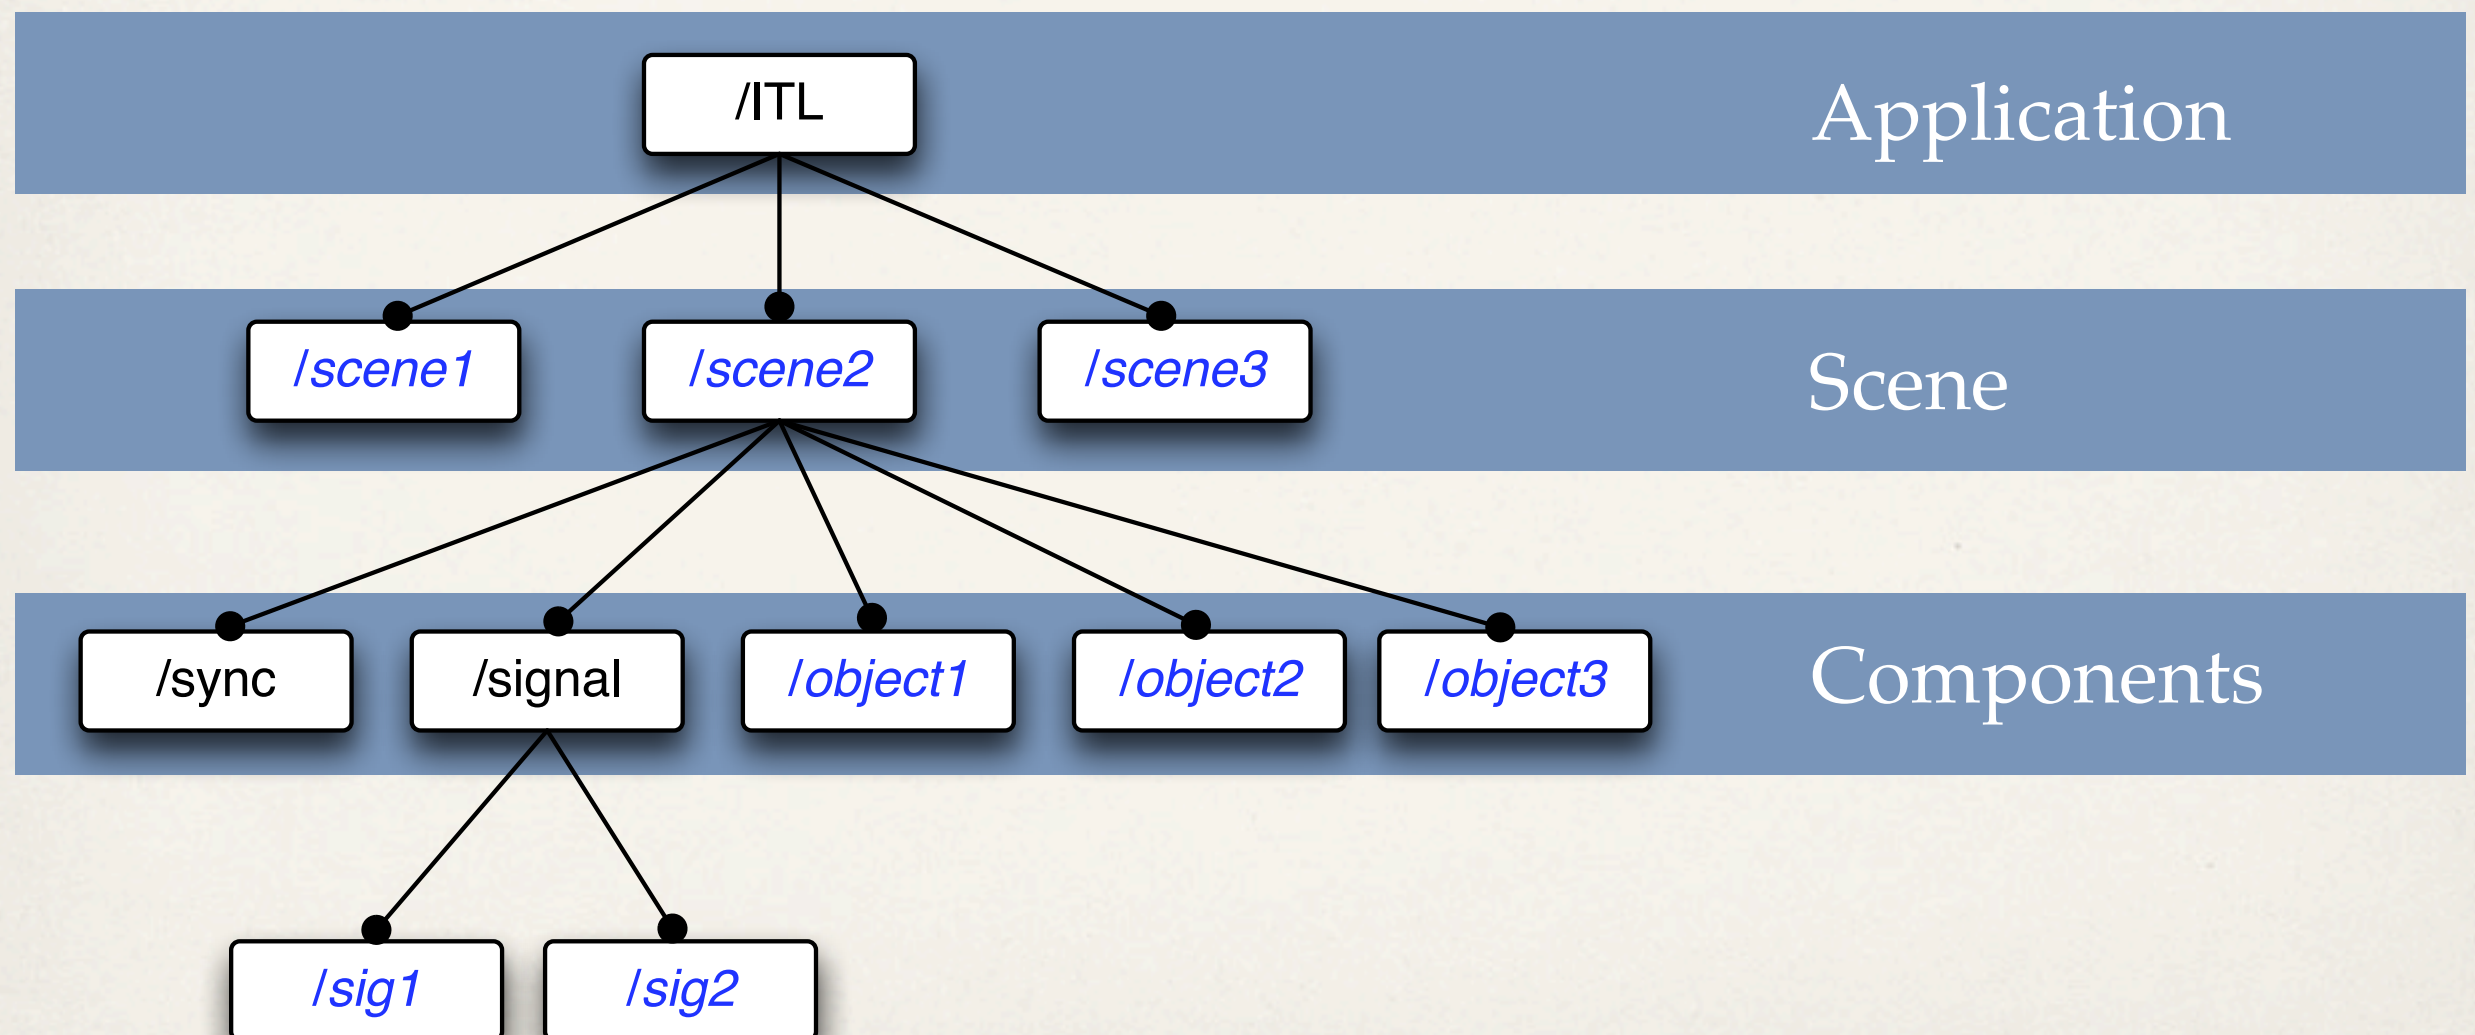 /ITL
Application
/scene1
/scene2
/scene3
Scene
/sync
/signal
/object1
/object2
/object3
Components
/sig1
/sig2